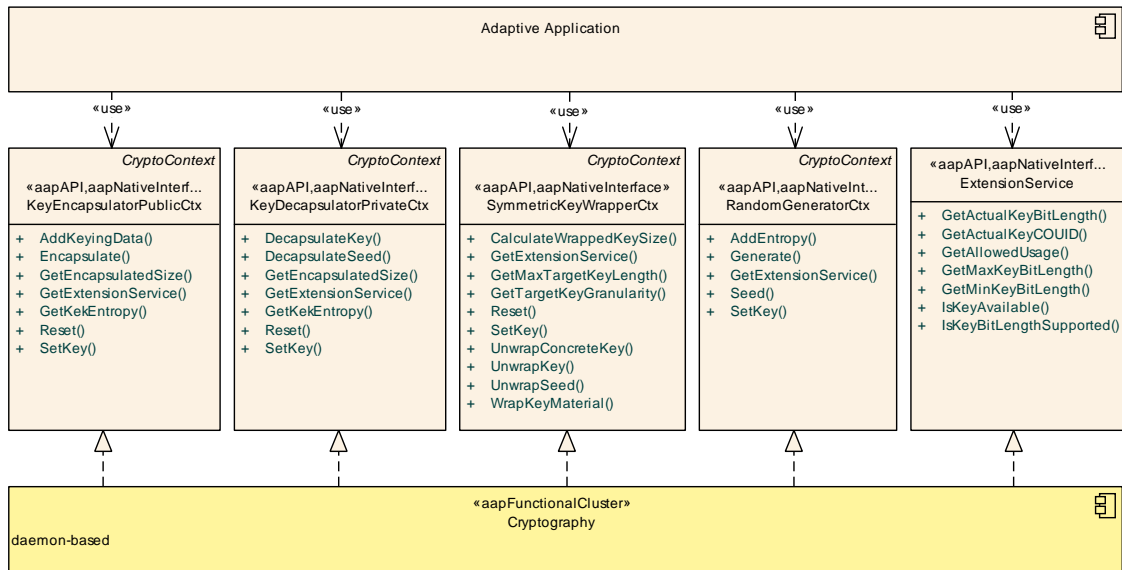 Adaptive Application
«use»
«use»
«use»
«use»
«use»
CryptoContext
«aapAPI,aapNativeInterf...
KeyEncapsulatorPublicCtx
+ AddKeyingData()
+ Encapsulate()
+ GetEncapsulatedSize()
+ GetExtensionService()
+ GetKekEntropy()
+ Reset()
+ SetKey()
CryptoContext
«aapAPI,aapNativeInterf...
KeyDecapsulatorPrivateCtx
+ DecapsulateKey()
+ DecapsulateSeed()
+ GetEncapsulatedSize()
+ GetExtensionService()
+ GetKekEntropy()
+ Reset()
+ SetKey()
CryptoContext
«aapAPI,aapNativeInterface»
SymmetricKeyWrapperCtx
+ CalculateWrappedKeySize()
+ GetExtensionService()
+ GetMaxTargetKeyLength()
+ GetTargetKeyGranularity()
+ Reset()
+ SetKey()
+ UnwrapConcreteKey()
+ UnwrapKey()
+ UnwrapSeed()
+ WrapKeyMaterial()
CryptoContext
«aapAPI,aapNativeInt...
RandomGeneratorCtx
+ AddEntropy()
+ Generate()
+ GetExtensionService()
+ Seed()
+ SetKey()
«aapAPI,aapNativeInterf...
ExtensionService
+ GetActualKeyBitLength()
+ GetActualKeyCOUID()
+ GetAllowedUsage()
+ GetMaxKeyBitLength()
+ GetMinKeyBitLength()
+ IsKeyAvailable()
+ IsKeyBitLengthSupported()
«aapFunctionalCluster»
Cryptography
daemon-based